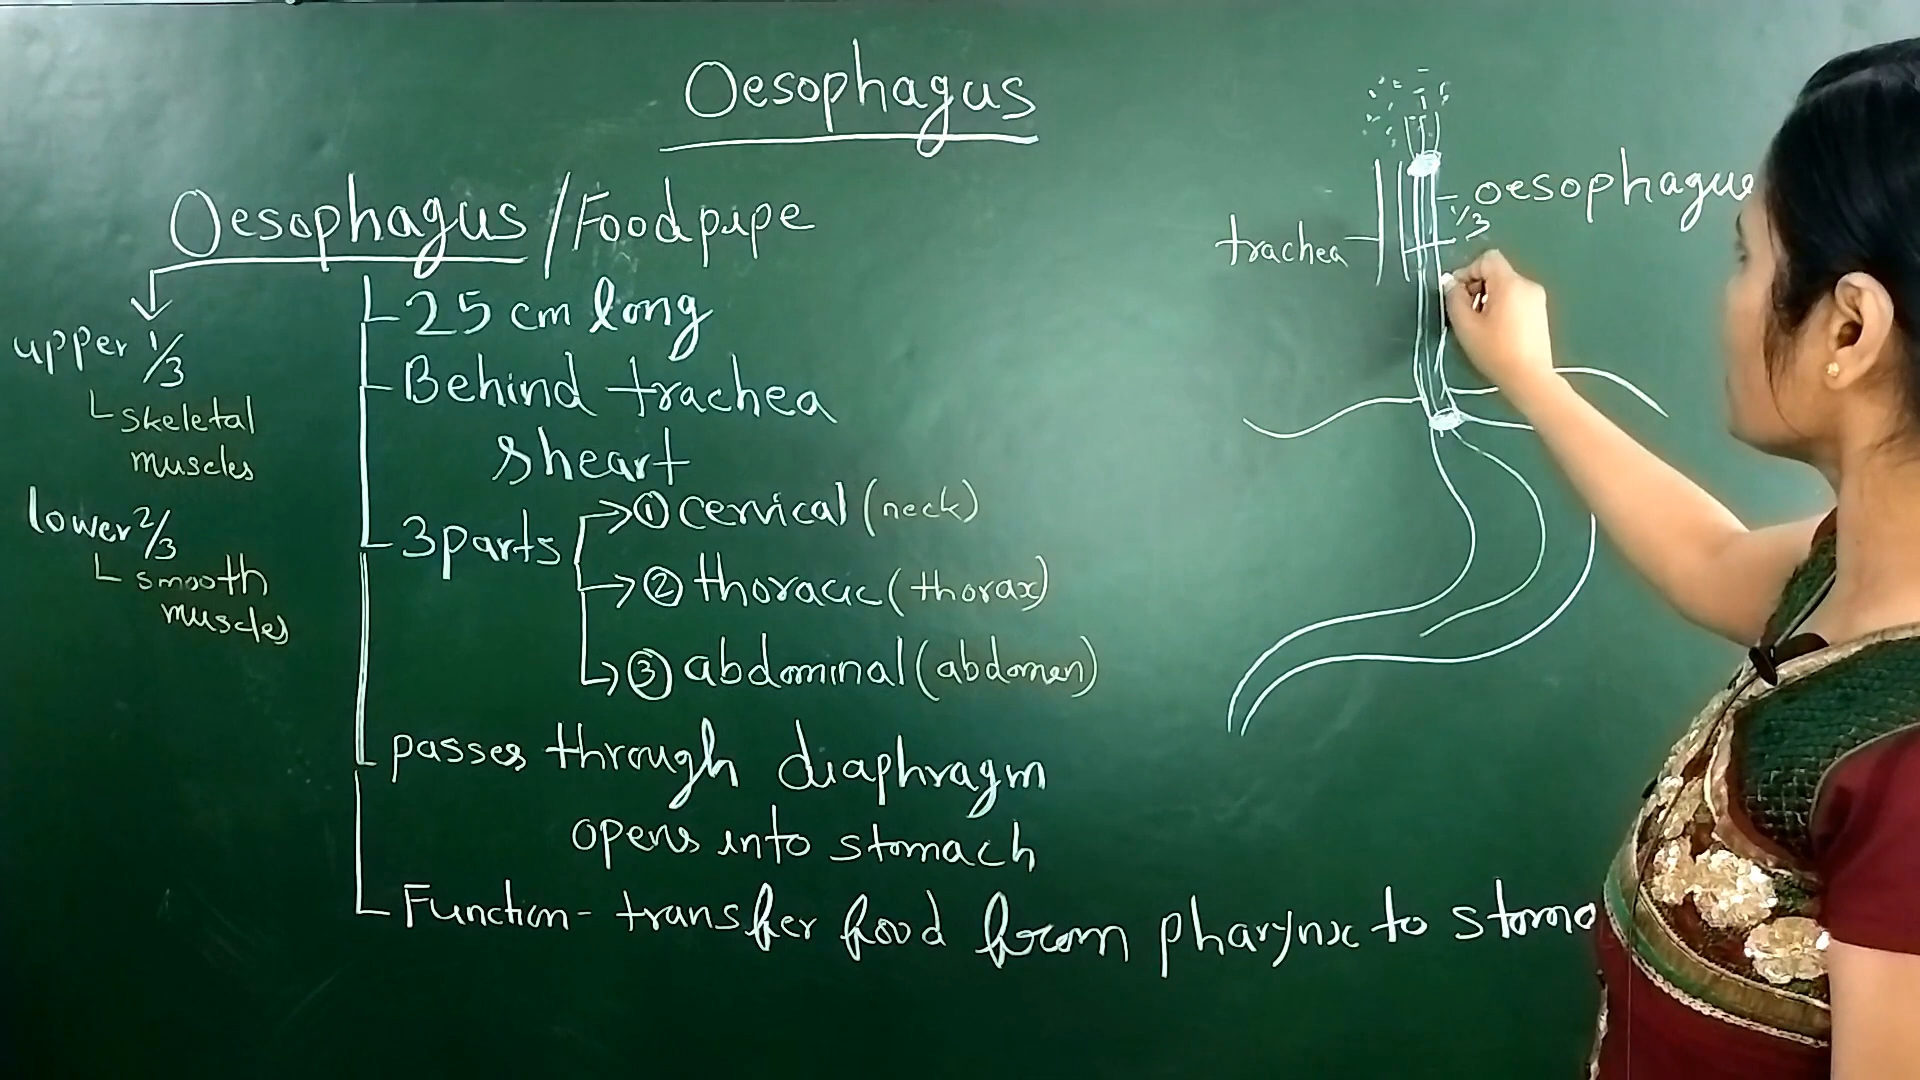 Oesophagus
Oesophagus / Foodpipe
25 cm long
Behind trachea
& heart
3 parts
① cervical (neck)
② thoracic (thorax)
③ abdominal (abdomen)
passes through diaphragm
opens into stomach
Function - transfer food from pharynx to stoma
upper 1/3
skeletal
muscles
lower 2/3
smooth
muscles
oesophagus
1/3
trachea